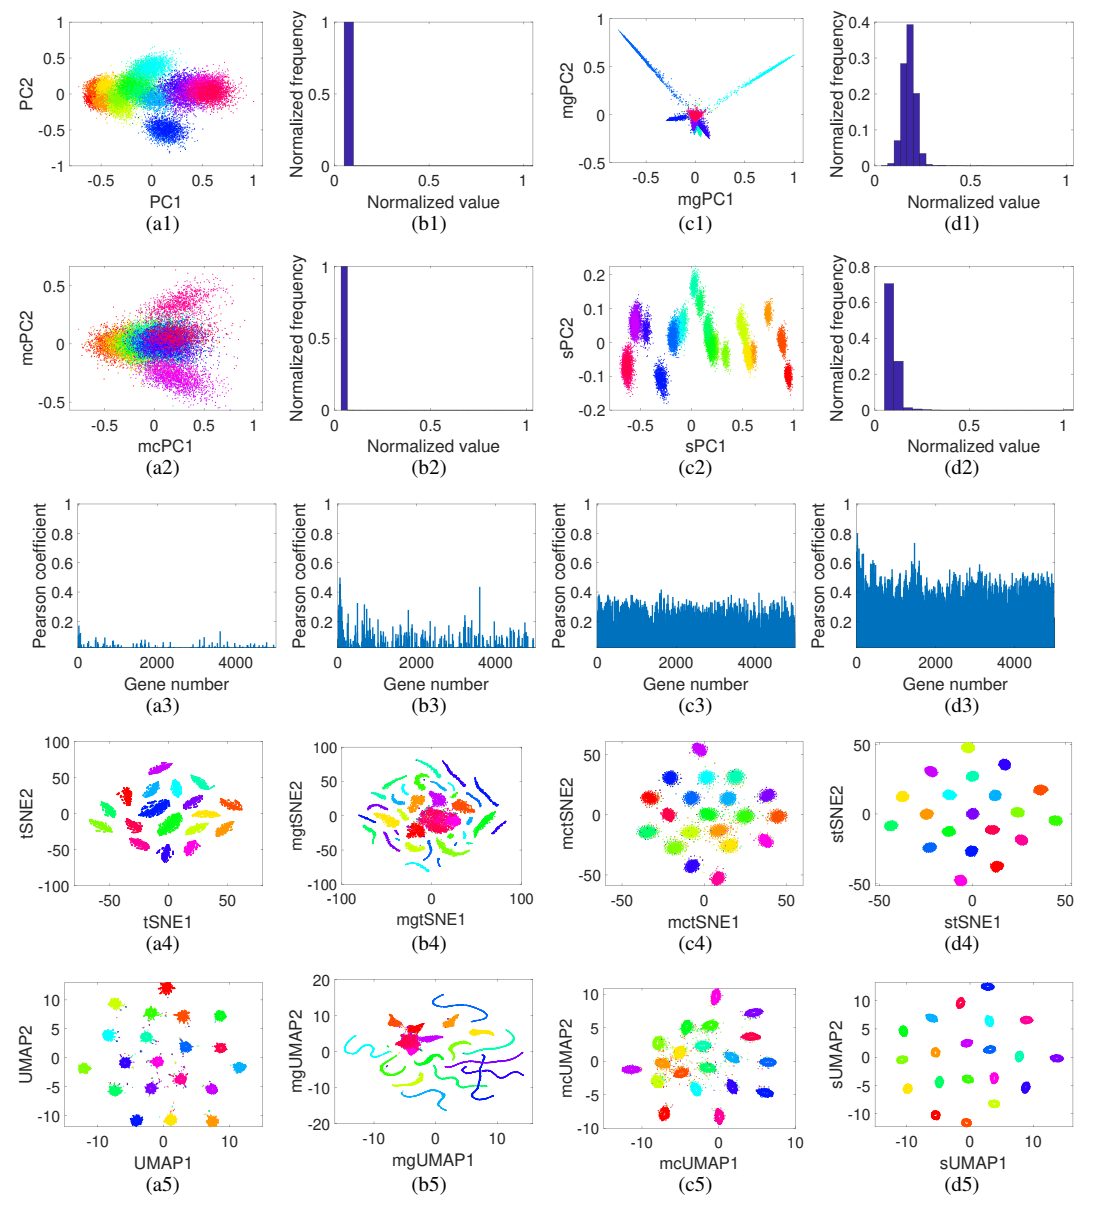 1
0.5
0
-0.5
-1
-0.5 0 0.5 1
PC2
PC1
(a1)
1
0.5
0
0 0.5 1
Normalized frequency
Normalized value
(b1)
1
0.5
0
-0.5
-0.5 0 0.5 1
mgPC2
mgPC1
(c1)
0.4
0.3
0.2
0.1
0
0 0.5 1
Normalized frequency
Normalized value
(d1)
0.5
0
-0.5
-0.5 0 0.5 1
mcPC2
mcPC1
(a2)
1
0.5
0
0 0.5 1
Normalized frequency
Normalized value
(b2)
0.2
0.1
0
-0.1
-0.2
-0.5 0 0.5 1
sPC2
sPC1
(c2)
0.8
0.6
0.4
0.2
0
0 0.5 1
Normalized frequency
Normalized value
(d2)
1
0.8
0.6
0.4
0.2
0 2000 4000
Pearson coefficient
Gene number
(a3)
1
0.8
0.6
0.4
0.2
0 2000 4000
Pearson coefficient
Gene number
(b3)
1
0.8
0.6
0.4
0.2
0 2000 4000
Pearson coefficient
Gene number
(c3)
1
0.8
0.6
0.4
0.2
0 2000 4000
Pearson coefficient
Gene number
(d3)
100
50
0
-50
-100
-50 0 50
tSNE2
tSNE1
(a4)
100
50
0
-50
-100
-100 0 100
mgtSNE2
mgtSNE1
(b4)
50
0
-50
-50 0 50
mctSNE2
mctSNE1
(c4)
50
0
-50
-50 0 50
stSNE2
stSNE1
(d4)
10
5
0
-5
-10
-10 0 10
UMAP2
UMAP1
(a5)
20
10
0
-10
-20
-10 0 10
mgUMAP2
mgUMAP1
(b5)
10
5
0
-5
-10
-10 0 10
mcUMAP2
mcUMAP1
(c5)
10
5
0
-5
-10
-10 0 10
sUMAP2
sUMAP1
(d5)